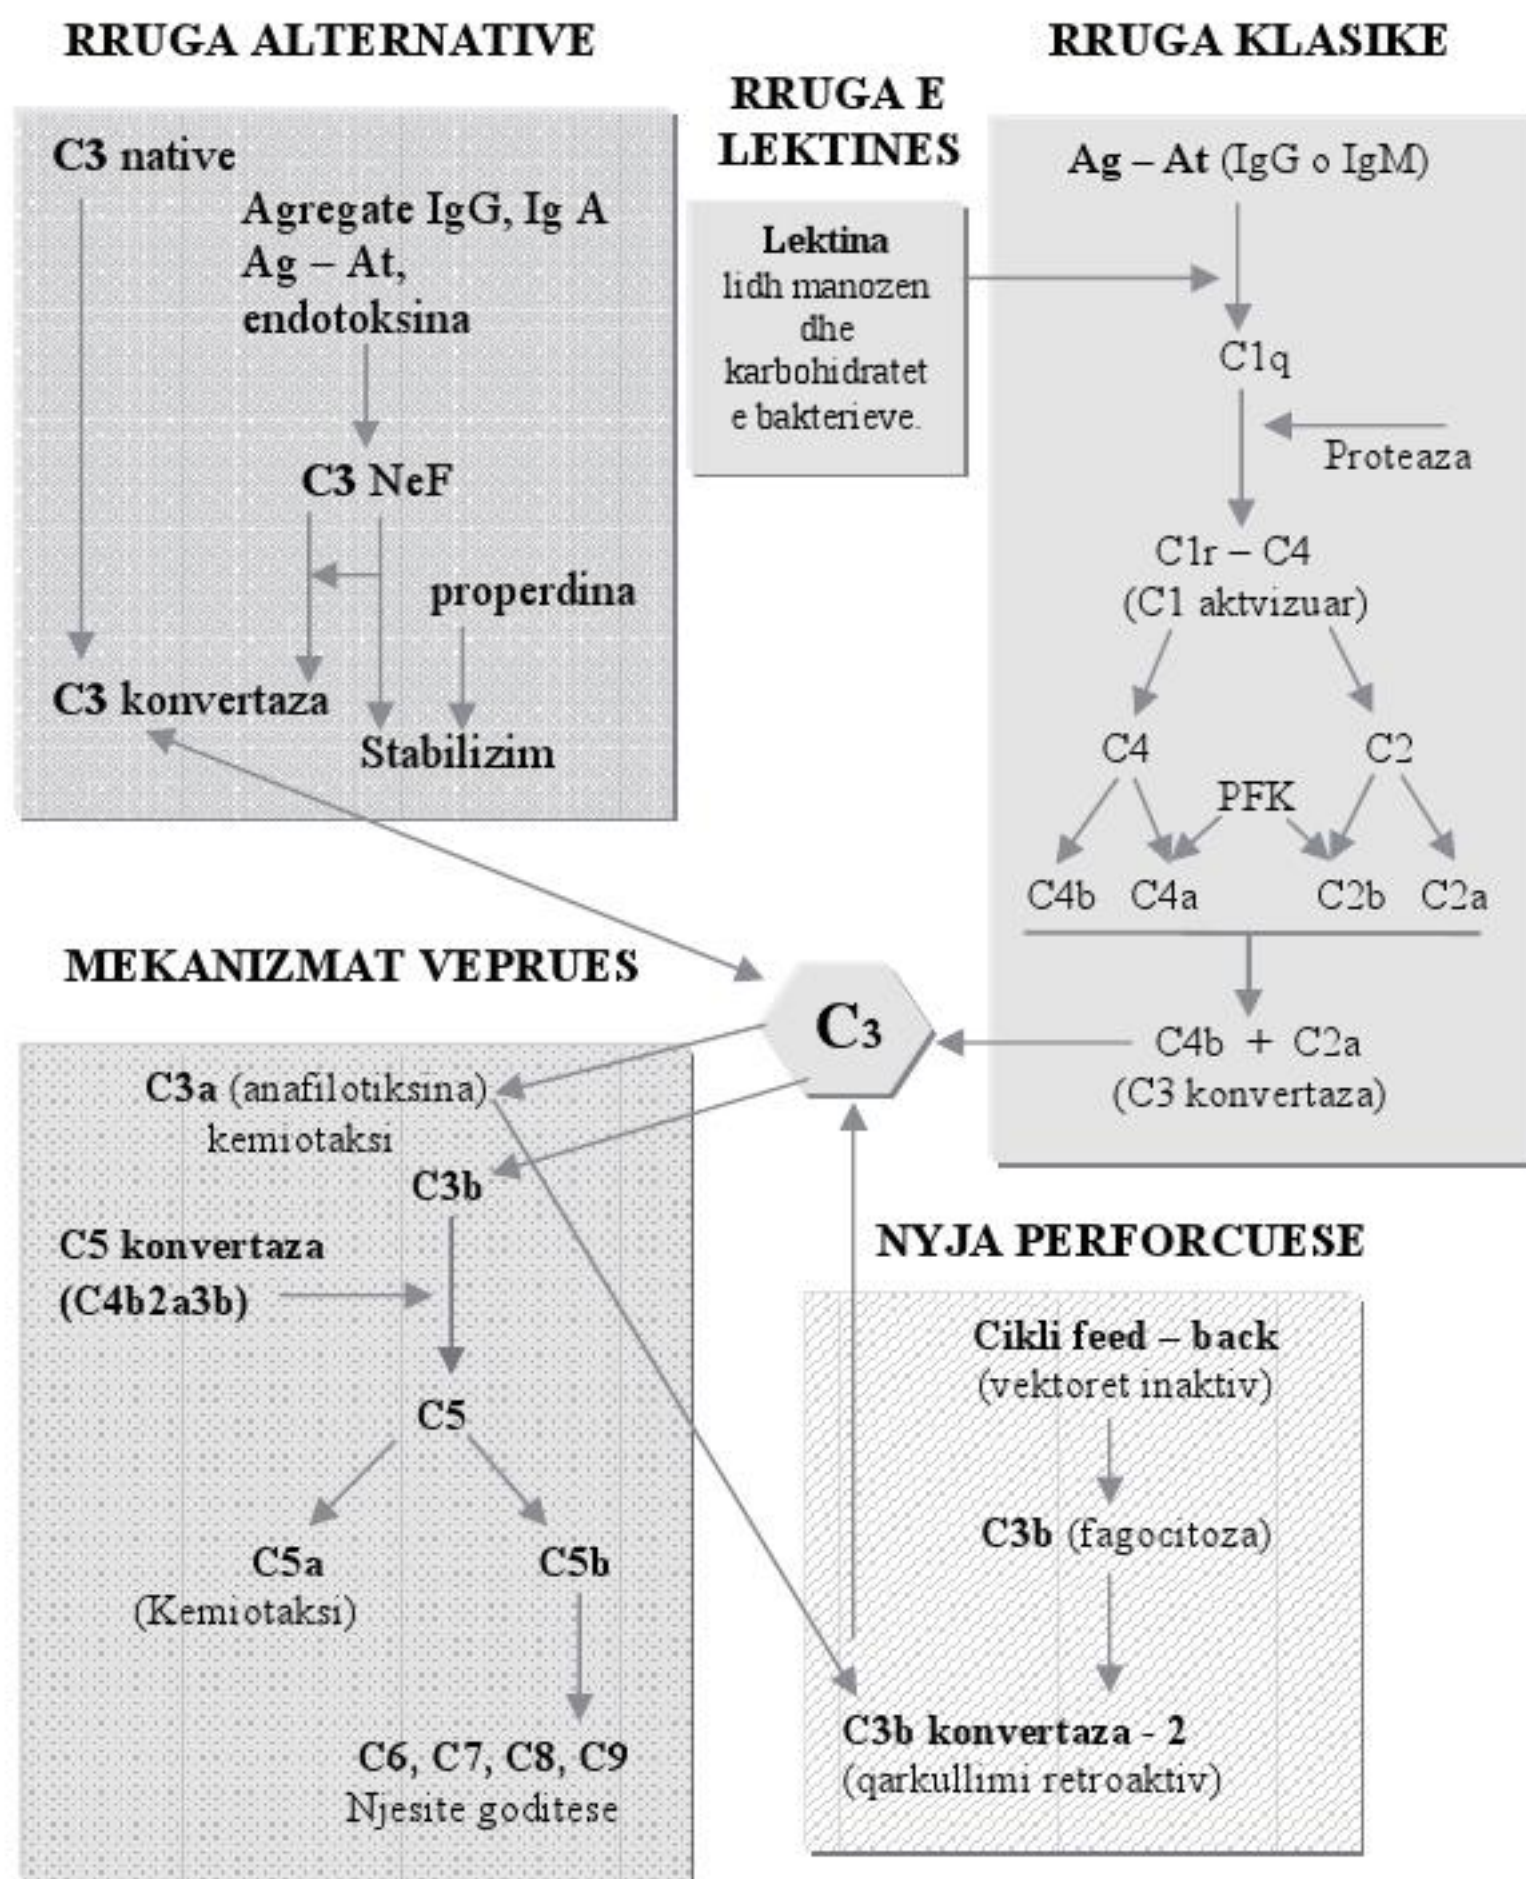 RRUGA ALTERNATIVE
C3 native
Agregate IgG, Ig A
Ag – At,
endotoksina
C3 NeF
properdina
C3 konvertaza
Stabilizim
RRUGA E
LEKTINES
Lektina
lidh manozen
dhe
karbohidratet
e bakterieve.
RRUGA KLASIKE
Ag – At (IgG o IgM)
C1q
Proteaza
C1r – C4
(C1 aktvizuar)
C4
C2
PFK
C4b
C4a
C2b
C2a
C4b + C2a
(C3 konvertaza)
C3
MEKANIZMAT VEPRUES
C3a (anafilotiksina)
kemiotaksi
C3b
C5 konvertaza
(C4b2a3b)
C5
C5a
(Kemiotaksi)
C5b
C6, C7, C8, C9
Njesite goditese
NYJA PERFORCUESE
Cikli feed – back
(vektoret inaktiv)
C3b (fagocitoza)
C3b konvertaza - 2
(qarkullimi retroaktiv)